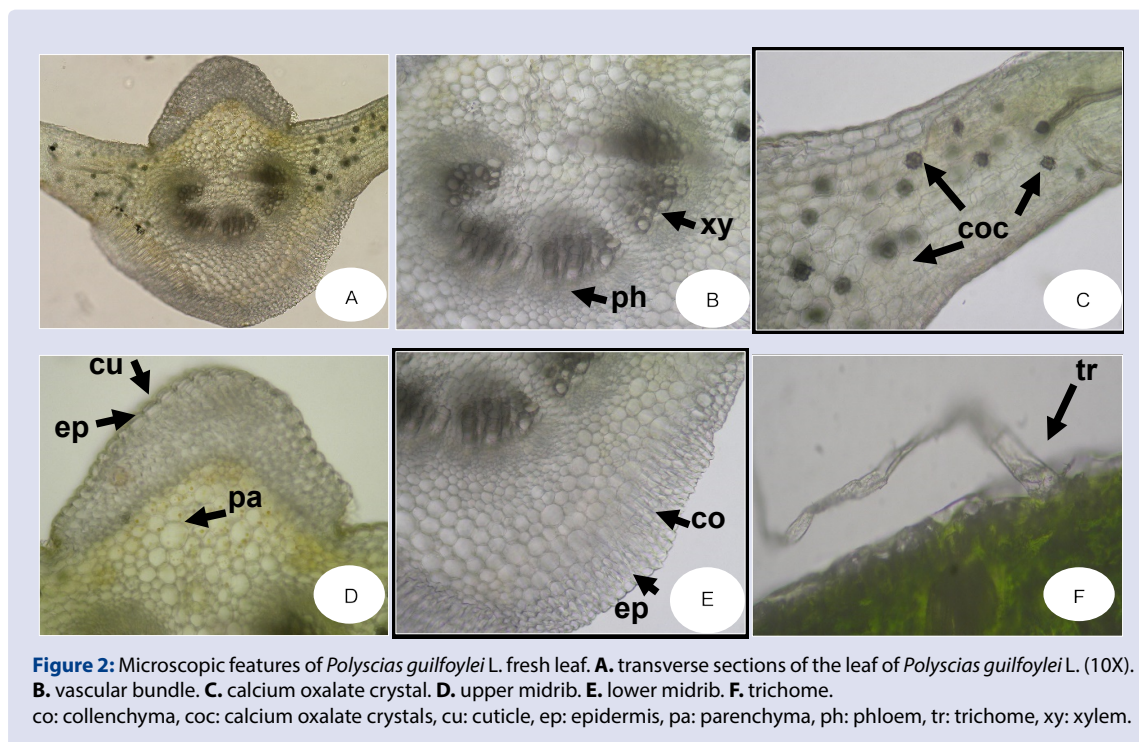 A
xy
ph
B
coc
C
cu
ep
pa
D
co
ep
E
tr
F
Figure 2: Microscopic features of Polyscias guilfoylei L. fresh leaf. A. transverse sections of the leaf of Polyscias guilfoylei L. (10X).
B. vascular bundle. C. calcium oxalate crystal. D. upper midrib. E. lower midrib. F. trichome.
co: collenchyma, coc: calcium oxalate crystals, cu: cuticle, ep: epidermis, pa: parenchyma, ph: phloem, tr: trichome, xy: xylem.